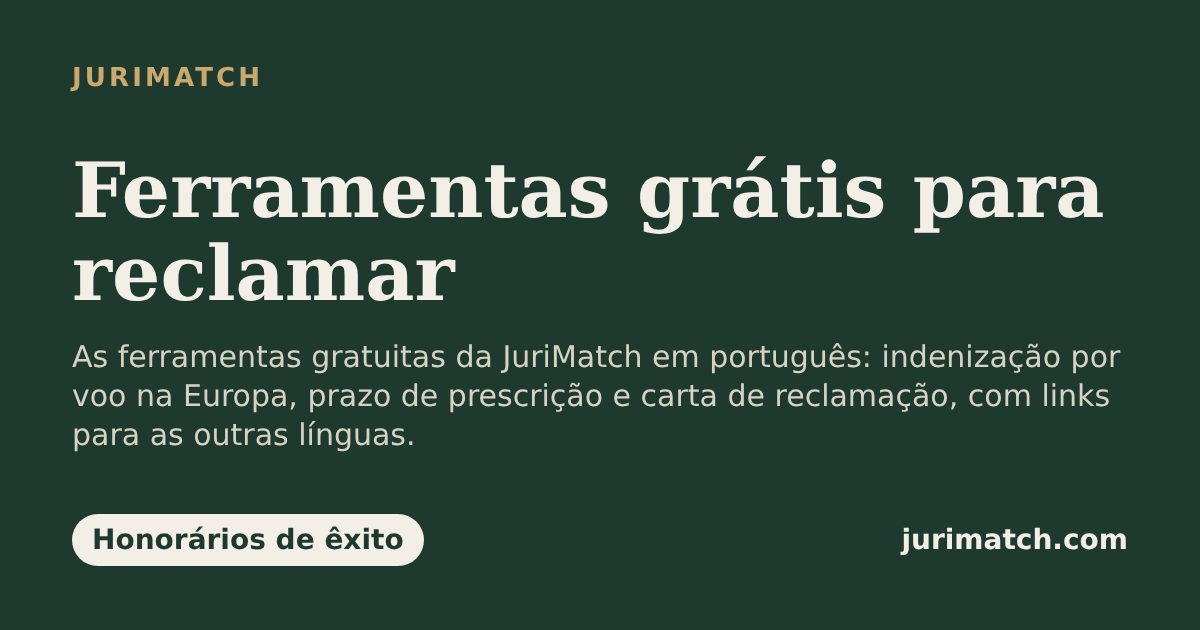 JURIMATCH
Ferramentas grátis para
reclamar
As ferramentas gratuitas da JuriMatch em português: indenização por
voo na Europa, prazo de prescrição e carta de reclamação, com links
para as outras línguas.
Honorários de êxito
jurimatch.com